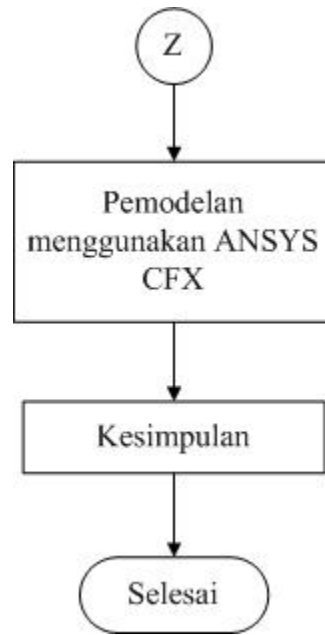 Z
Pemodelan
menggunakan ANSYS
CFX
Kesimpulan
Selesai